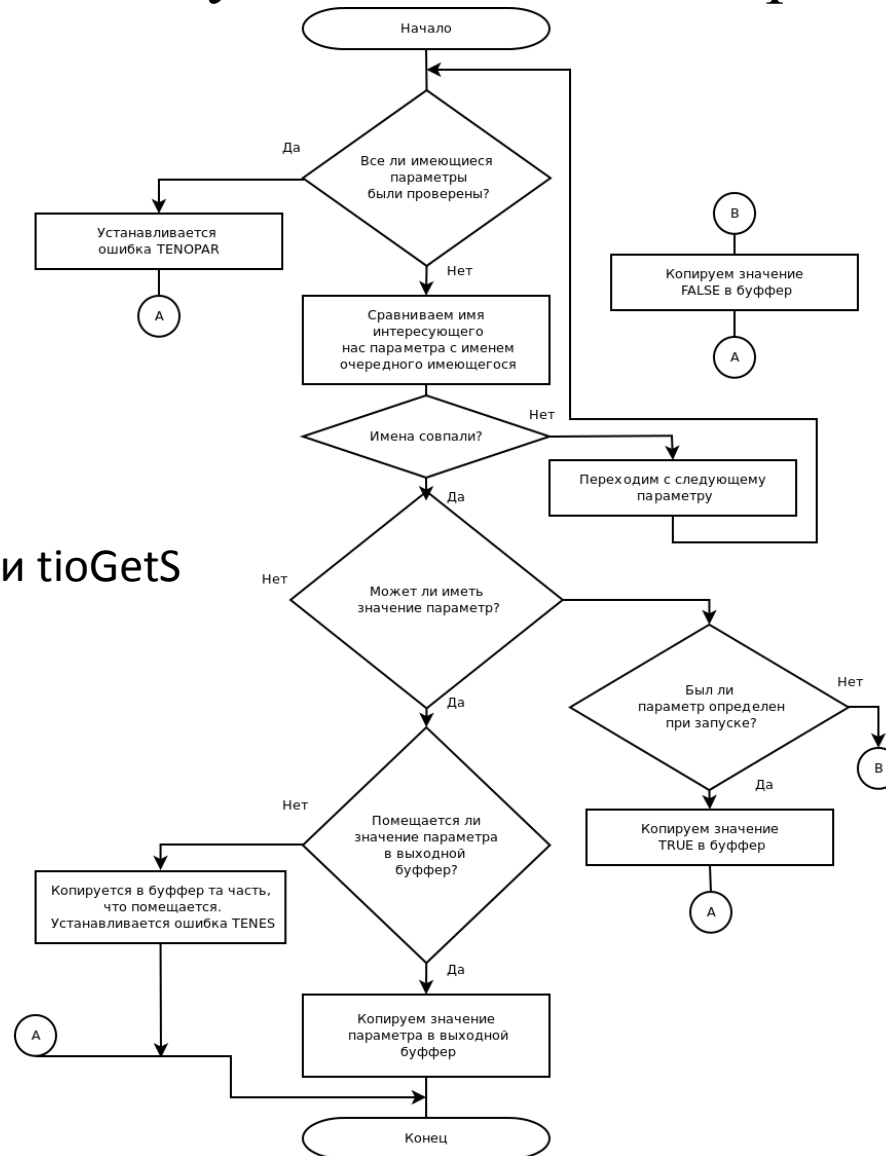 Начало
Да
Все ли имеющиеся
параметры
были проверены?
Устанавливается
ошибка TENOPAR
A
Нет
B
Копируем значение
FALSE в буффер
A
Сравниваем имя
интересующего
нас параметра с именем
очередного имеющегося
Нет
Имена совпали?
Переходим с следующему
параметру
Да
и tioGetS
Нет
Может ли иметь
значение параметр?
Да
Был ли
параметр определен
при запуске?
Нет
B
Да
Копируем значение
TRUE в буффер
A
Нет
Помещается ли
значение параметра
в выходной
буффер?
Копируется в буффер та часть,
что помещается.
Устанавливается ошибка TENES
Да
A
Копируем значение
параметра в выходной
буффер
Конец